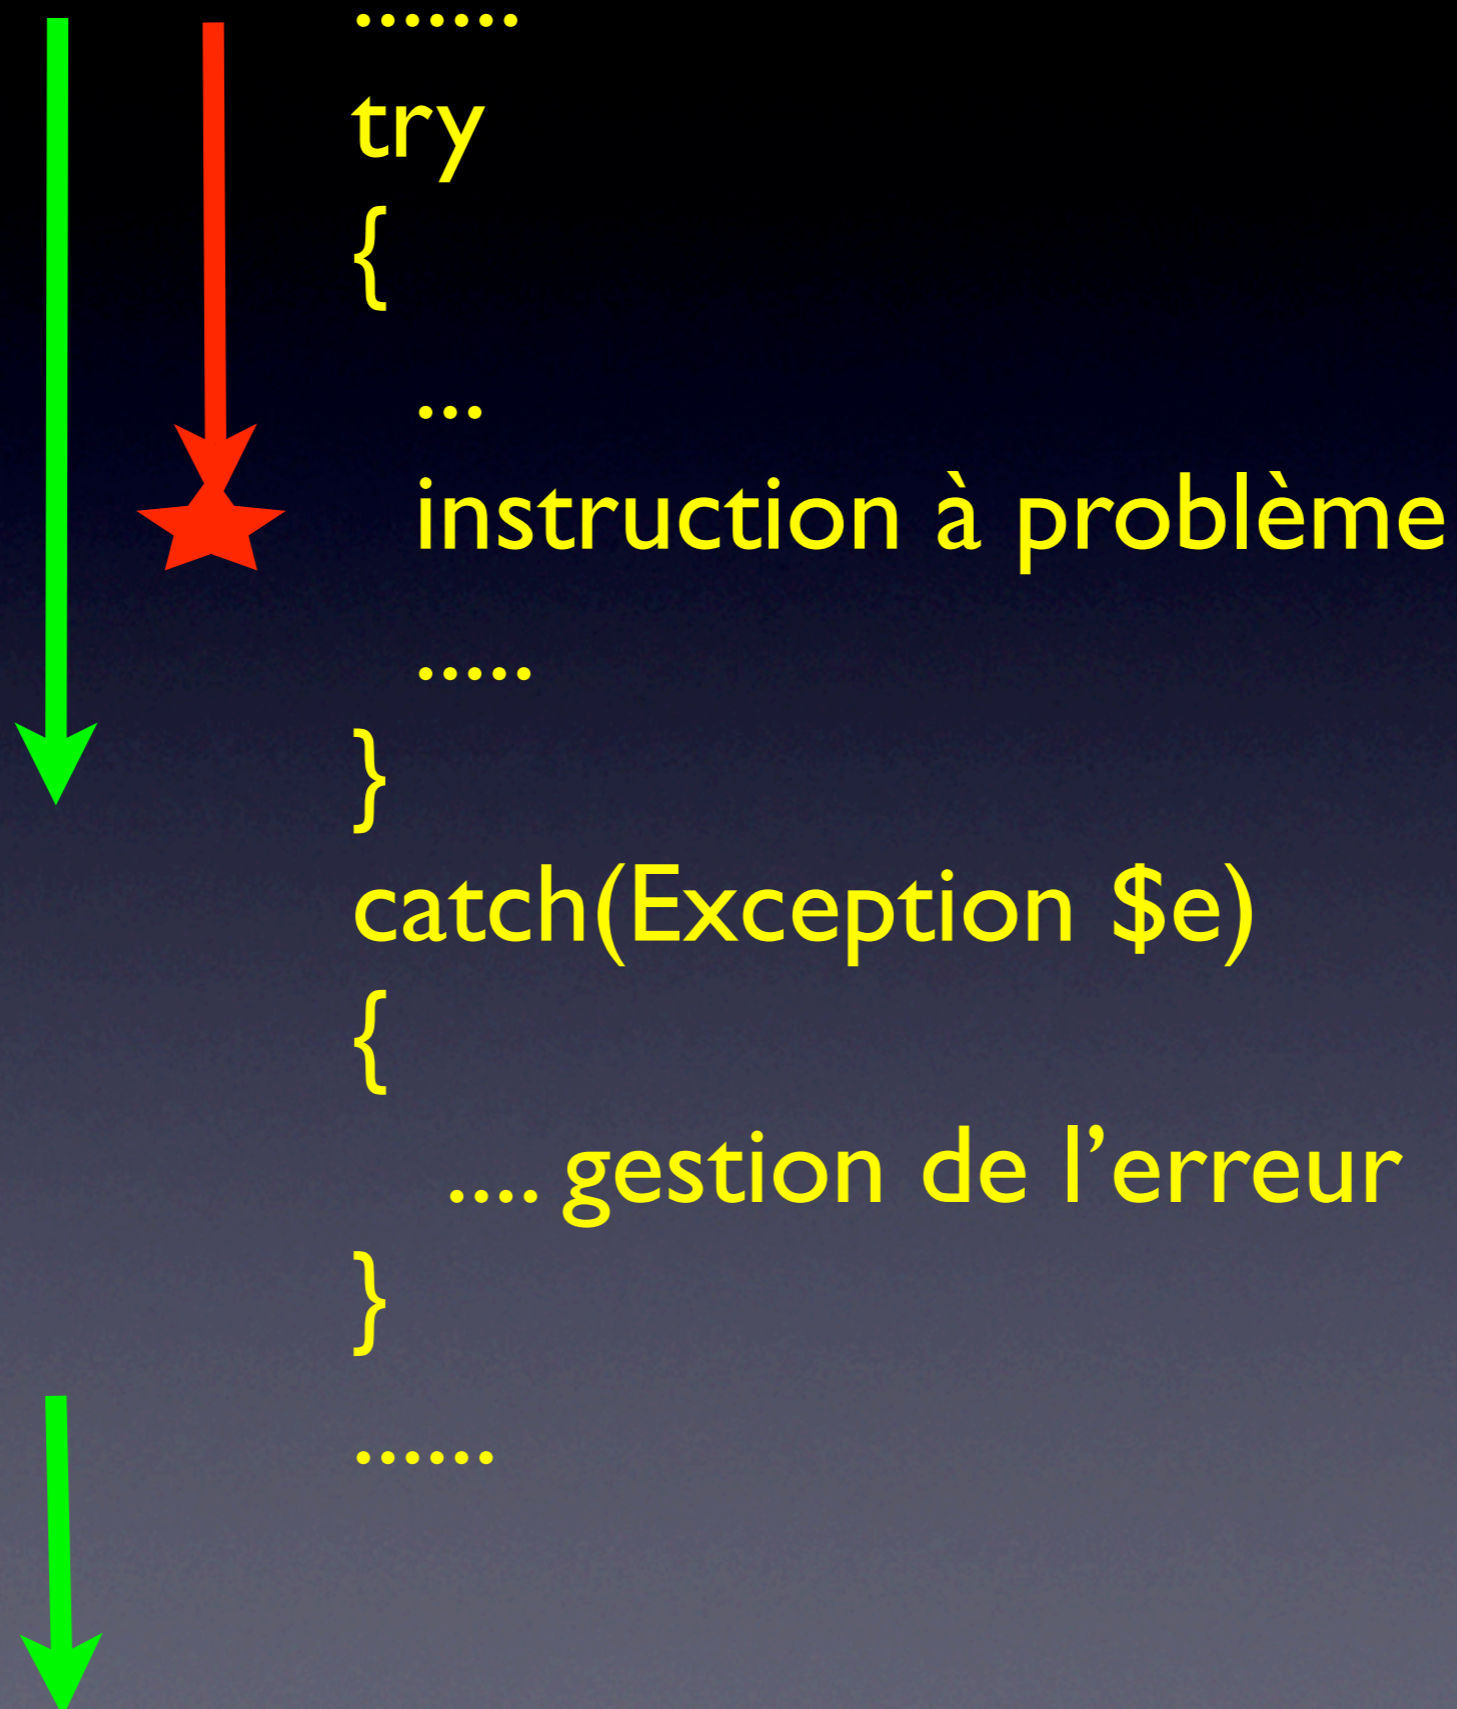 .......
try
{
...
instruction à problème
.....
}
catch(Exception $e)
{
.... gestion de l’erreur
}
......